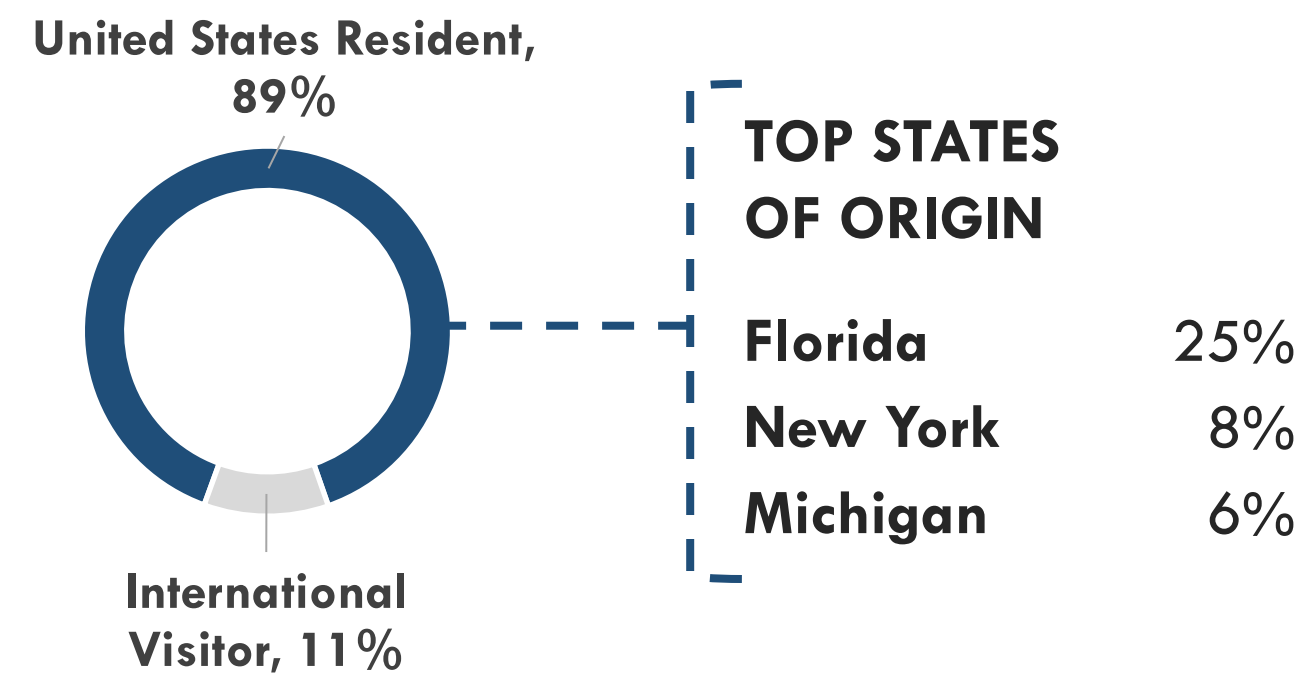 United States Resident,
89%
TOP STATES
OF ORIGIN
Florida 25%
New York 8%
Michigan 6%
International
Visitor, 11%